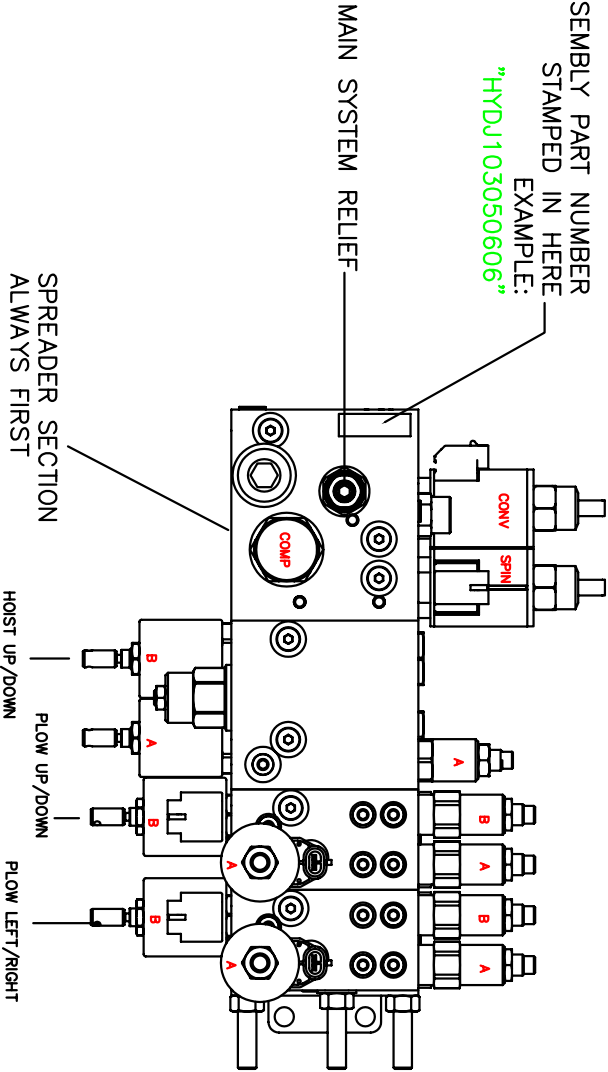 SEMBLY PART NUMBER
STAMPED IN HERE
EXAMPLE:
"HYDJ103050606"
MAIN SYSTEM RELIEF
SPREADER SECTION
ALWAYS FIRST
CONV
SPIN
COMP
A
B
A
B
A
B
A
B
B
A
A
HOIST UP/DOWN
PLOW UP/DOWN
PLOW LEFT/RIGHT